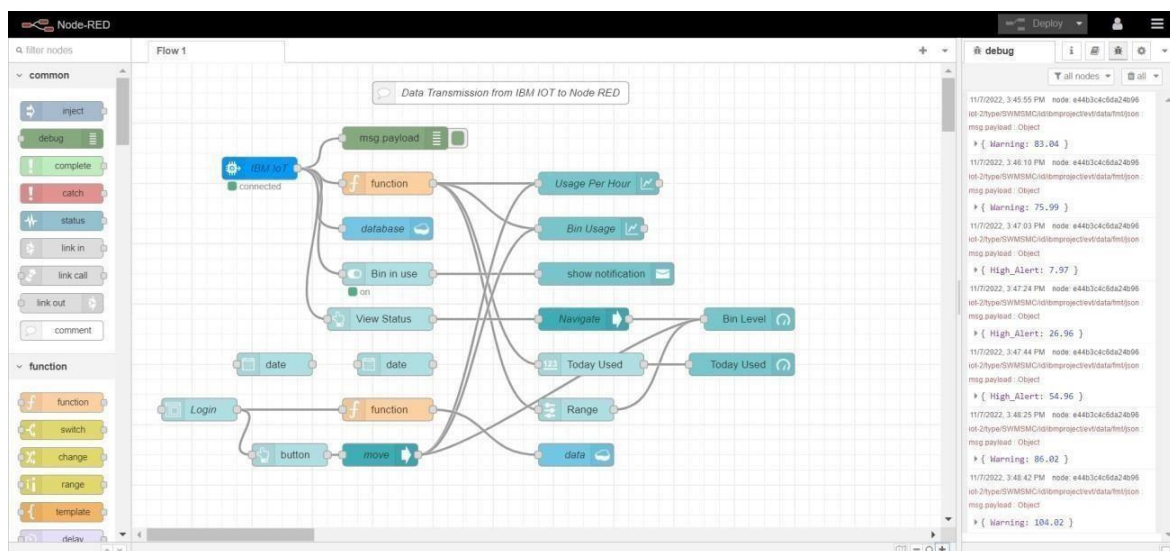 Node-RED
Deploy
filter nodes
Flow 1
debug
i
all nodes
all
common
inject
debug
complete
catch
status
link in
link call
link out
comment
function
function
switch
change
range
template
delay
Data Transmission from IBM IOT to Node RED
msg.payload
IBM IoT
connected
function
Usage Per Hour
database
Bin Usage
Bin in use
on
show notification
View Status
Navigate
Bin Level
date
date
123
Today Used
Today Used
Login
function
Range
button
move
data
11/7/2022, 3:45:55 PM node: e44b3c4c6da24b96
iot-2/type/SWMSMC/id/ibmproject/evt/data/fmt/json :
msg.payload : Object
{ Warning: 83.04 }
11/7/2022, 3:46:10 PM node: e44b3c4c6da24b96
iot-2/type/SWMSMC/id/ibmproject/evt/data/fmt/json :
msg.payload : Object
{ Warning: 75.99 }
11/7/2022, 3:47:03 PM node: e44b3c4c6da24b96
iot-2/type/SWMSMC/id/ibmproject/evt/data/fmt/json :
msg.payload : Object
{ High_Alert: 7.97 }
11/7/2022, 3:47:24 PM node: e44b3c4c6da24b96
iot-2/type/SWMSMC/id/ibmproject/evt/data/fmt/json :
msg.payload : Object
{ High_Alert: 26.96 }
11/7/2022, 3:47:44 PM node: e44b3c4c6da24b96
iot-2/type/SWMSMC/id/ibmproject/evt/data/fmt/json :
msg.payload : Object
{ High_Alert: 54.96 }
11/7/2022, 3:48:25 PM node: e44b3c4c6da24b96
iot-2/type/SWMSMC/id/ibmproject/evt/data/fmt/json :
msg.payload : Object
{ Warning: 86.02 }
11/7/2022, 3:48:42 PM node: e44b3c4c6da24b96
iot-2/type/SWMSMC/id/ibmproject/evt/data/fmt/json :
msg.payload : Object
{ Warning: 104.02 }